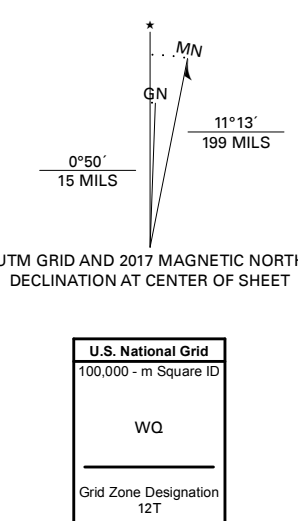 ★
MN
GN
11°13´
199 MILS
0°50´
15 MILS
UTM GRID AND 2017 MAGNETIC NORTH
DECLINATION AT CENTER OF SHEET
U.S. National Grid
100,000 - m Square ID
WQ
Grid Zone Designation
12T